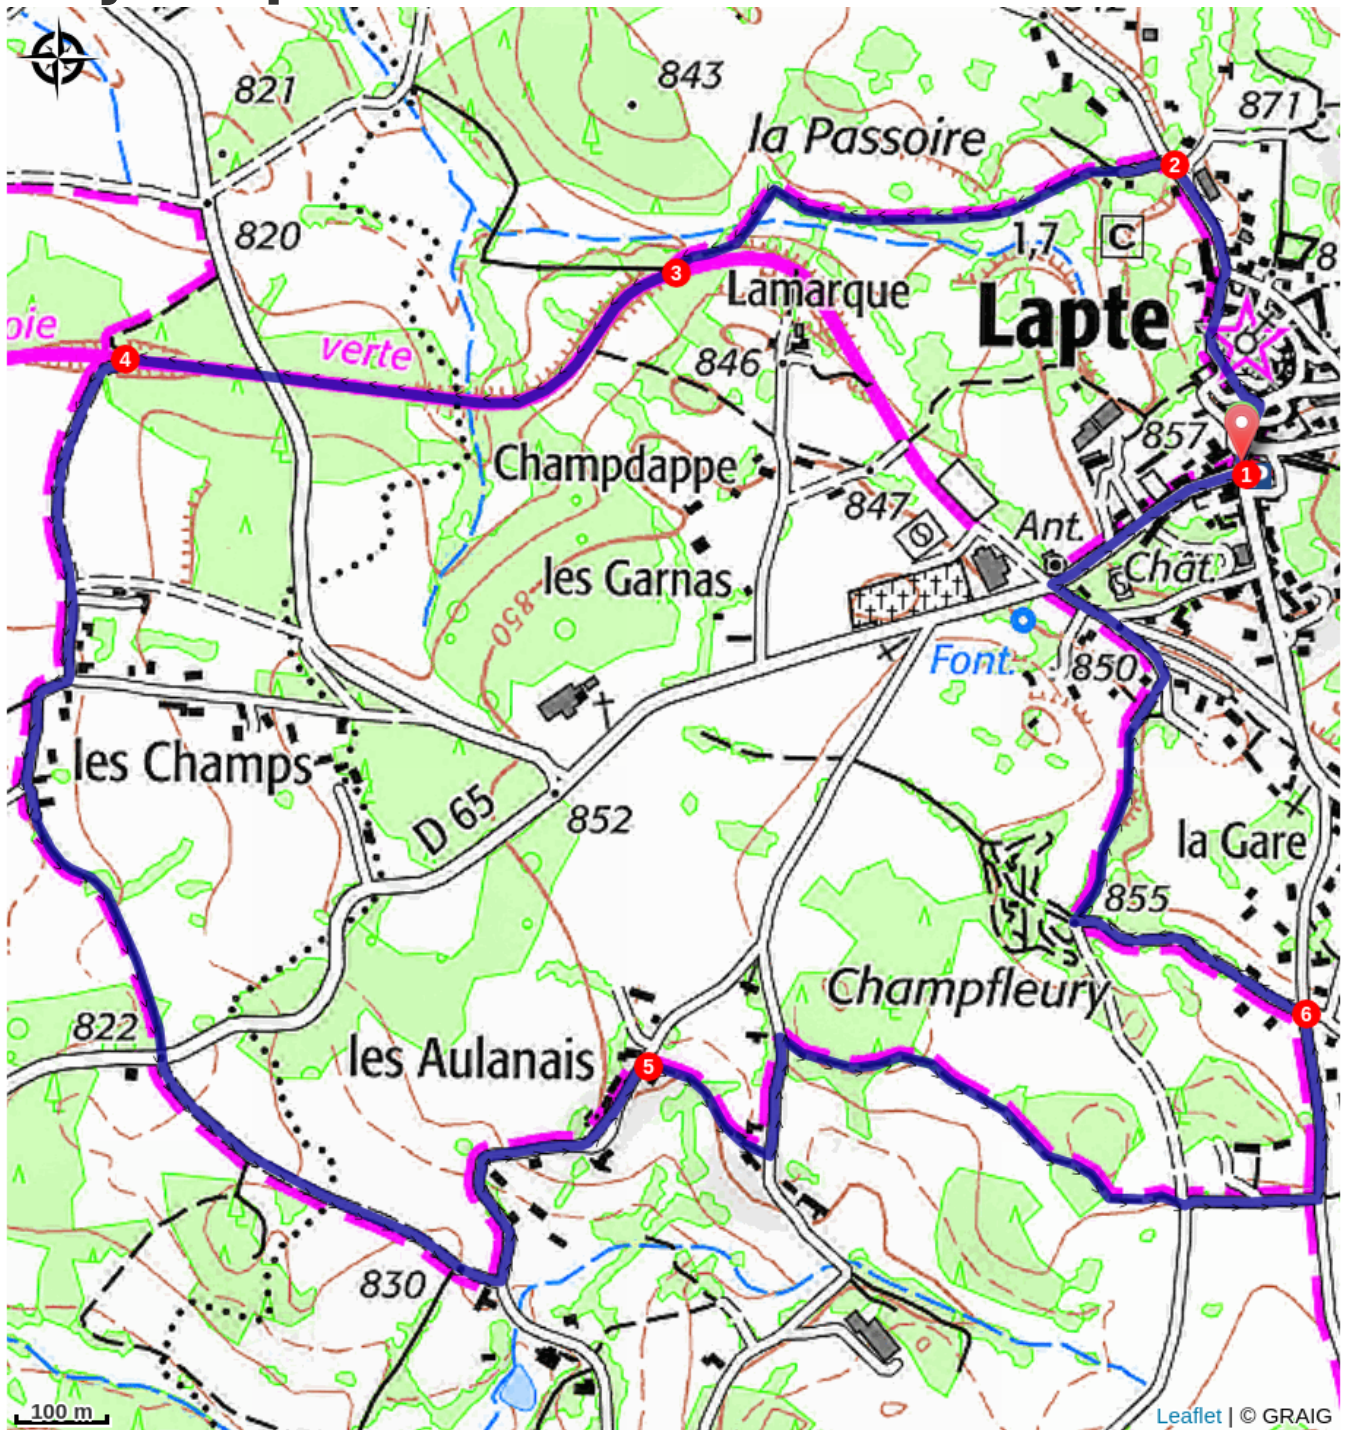 843
821
871
la Passoire
2
820
1,7
C
78
3
Lamarque
Lapte
oie
verte
4
846
857
Champdappe
1
847
Ant.
les Garnas
Chât.
850
Font.
850
les Champs
D 65
852
la Gare
855
Champfleury
6
822
les Aulanais
5
830
100 m
Leaflet | © GRAIG